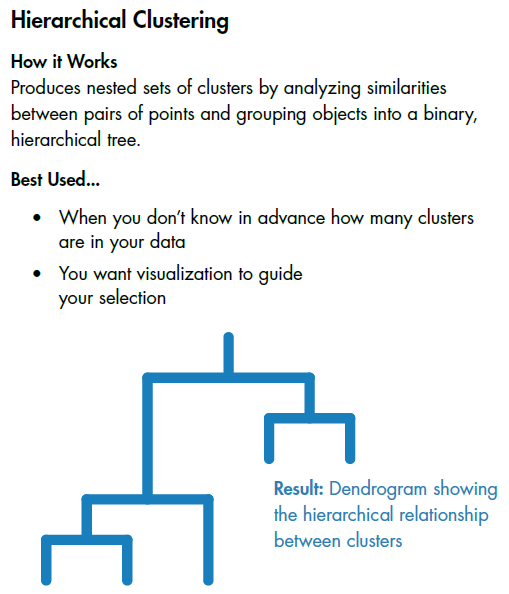 Hierarchical Clustering
How it Works
Produces nested sets of clusters by analyzing similarities
between pairs of points and grouping objects into a binary,
hierarchical tree.
Best Used...
• When you don’t know in advance how many clusters
are in your data
• You want visualization to guide
your selection
Result: Dendrogram showing
the hierarchical relationship
between clusters